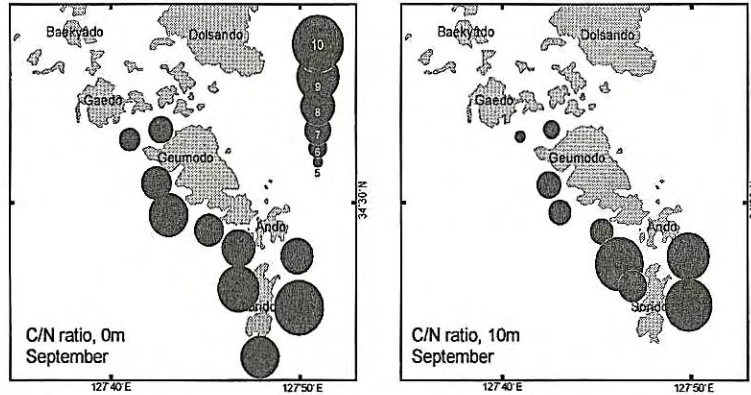 Baekyado
Dolsando
10
9
8
7
6
5
Gaedo
Geumodo
34°30'N
Ando
C/N ratio, 0m
September
127°40'E
127°50'E
Baekyado
Dolsando
Gaedo
Geumodo
Ando
Sorido
C/N ratio, 10m
September
127°40'E
127°50'E